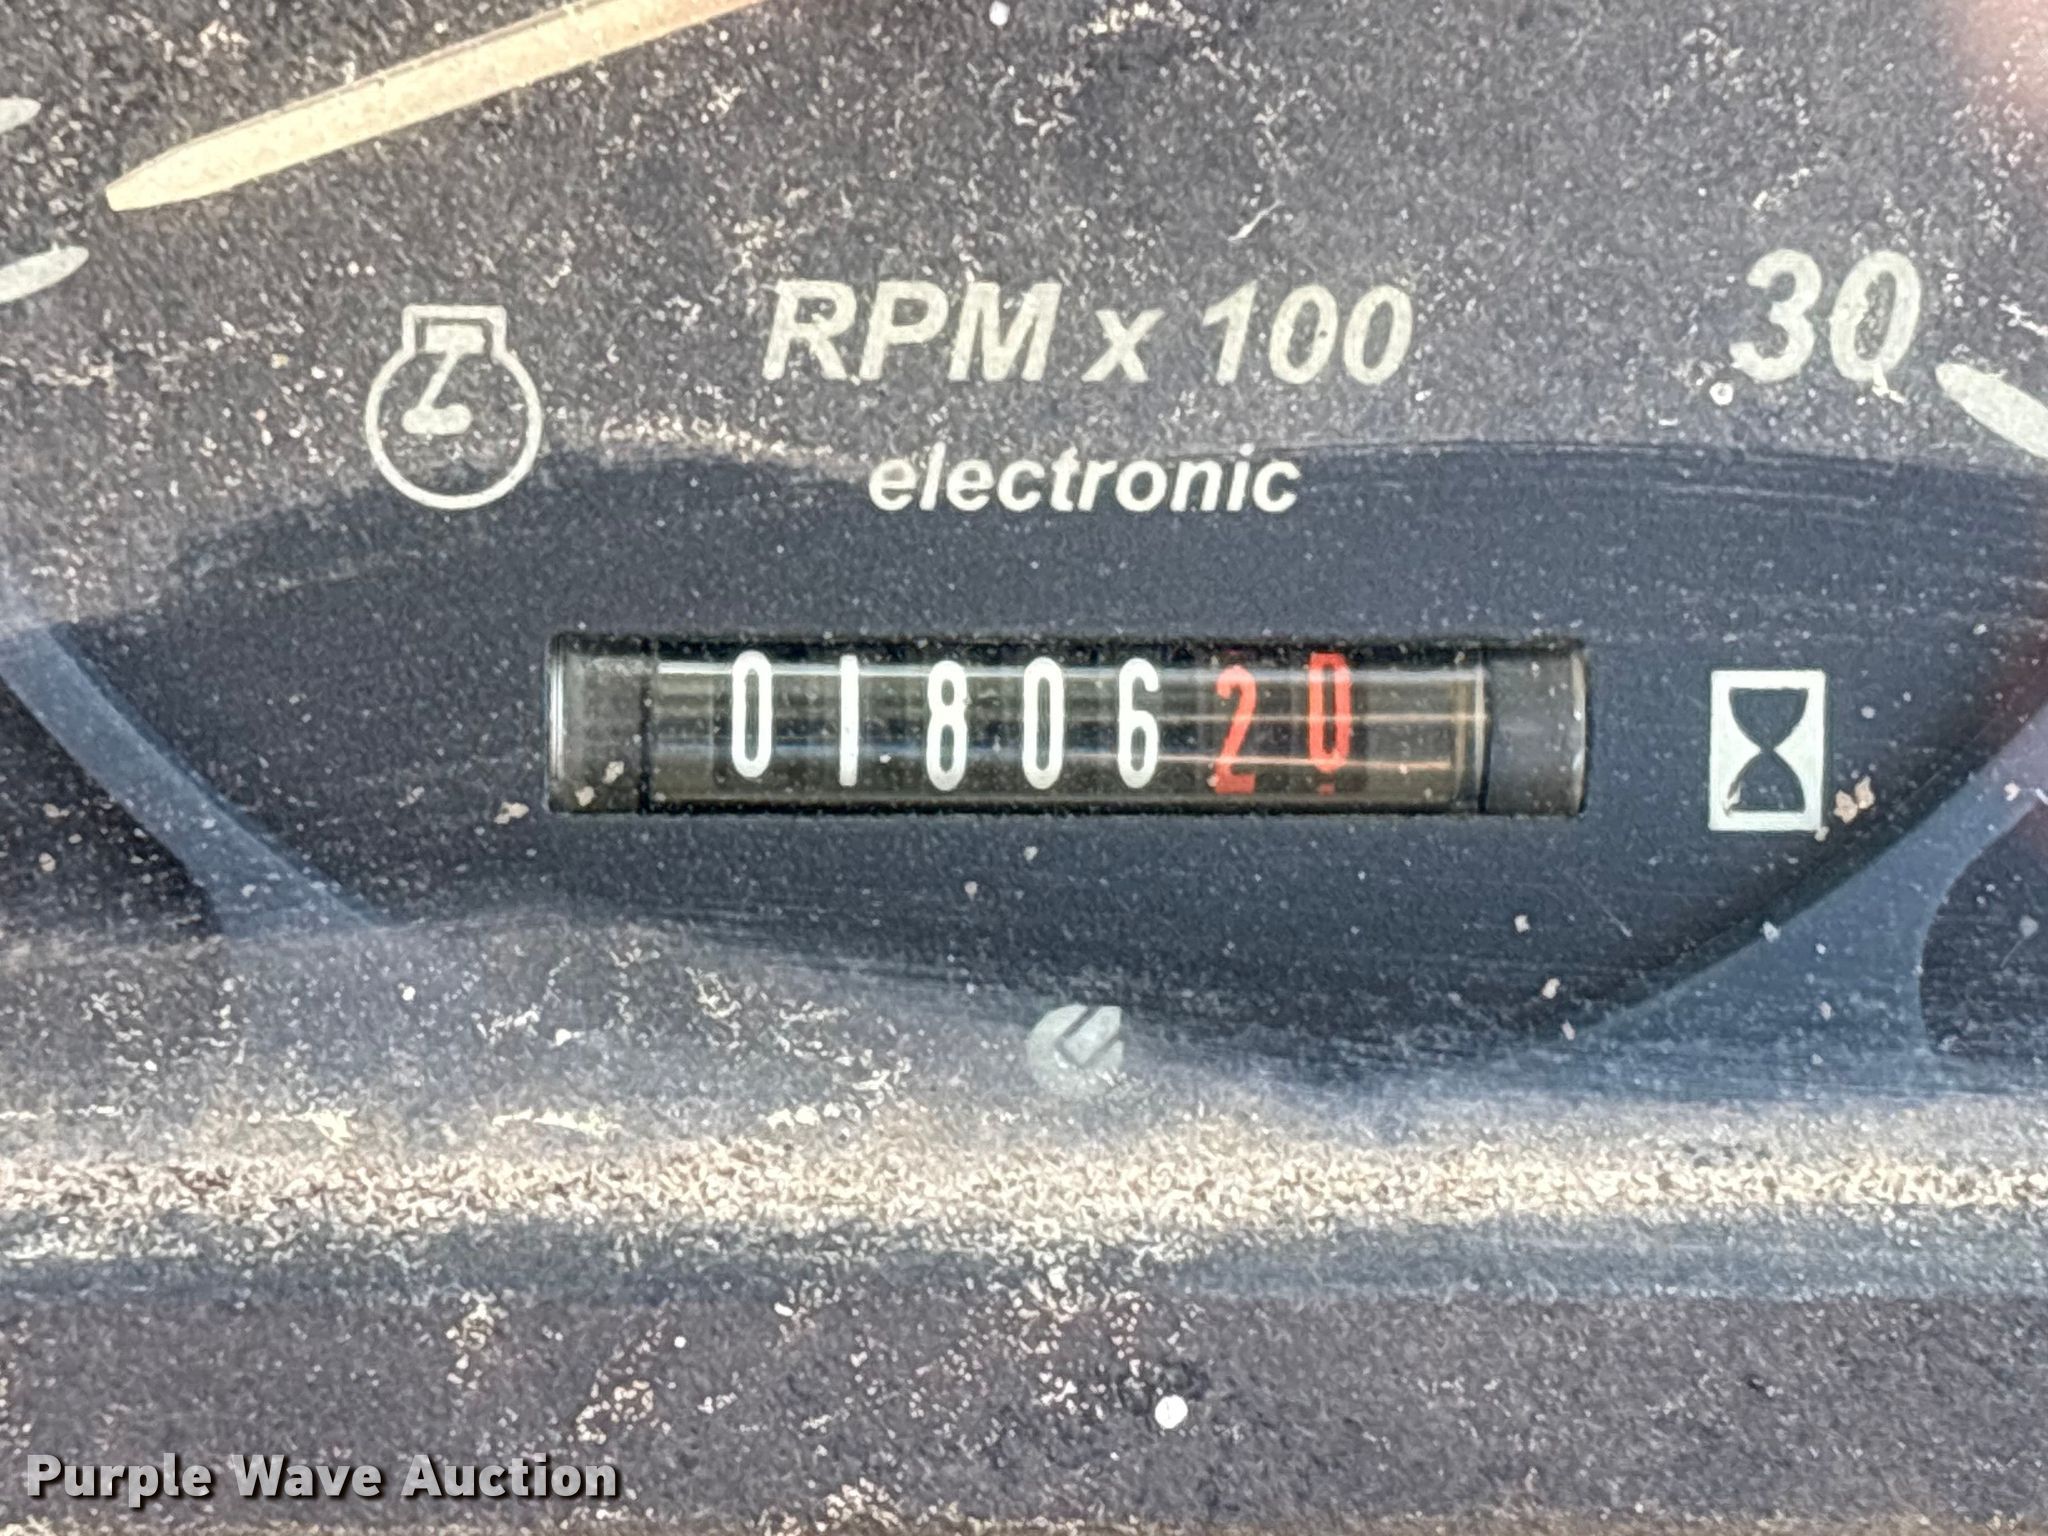 RPM x 100
30
electronic
0180620
Purple Wave Auction